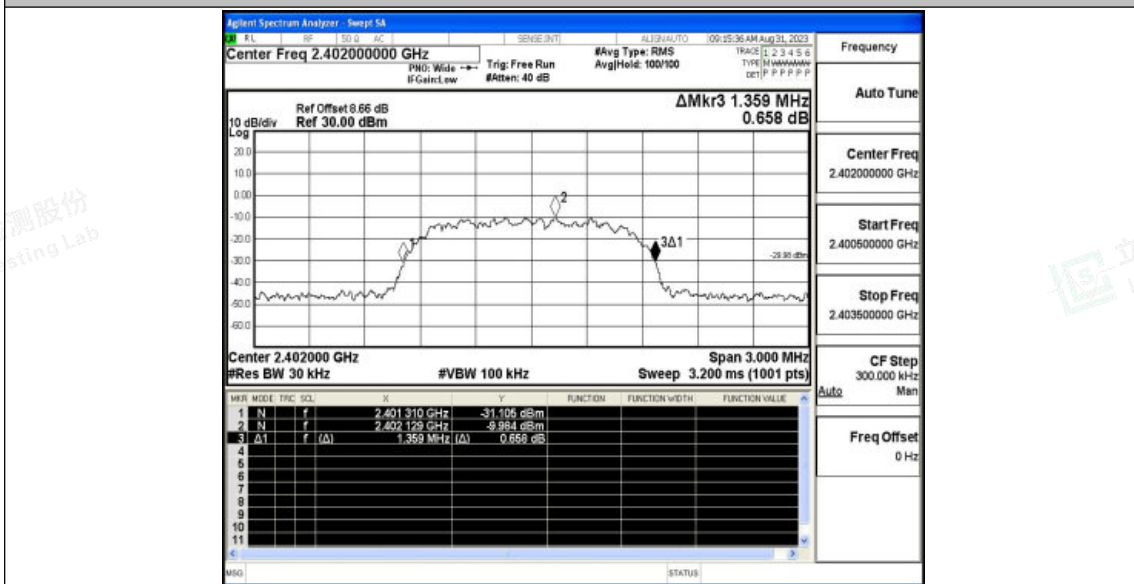 Agilent Spectrum Analyzer - Swept SA
RL RF 50 Ω AC SENSE:INT ALIGNAUTO 09:15:36 AM Aug 31, 2023
Center Freq 2.402000000 GHz
PNO: Wide
IFGain:Low
Trig: Free Run
#Atten: 40 dB
#Avg Type: RMS
Avg|Hold: 100/100
TRACE 1 2 3 4 5 6
TYPE M WWWWW
DET P P P P P P
Frequency
Auto Tune
Ref Offset 8.66 dB
Ref 30.00 dBm
10 dB/div
Log
ΔMkr3 1.359 MHz
0.658 dB
20.0
10.0
0.00
-10.0
-20.0
-30.0
-40.0
-50.0
-60.0
1
2
3Δ1
Center Freq
2.402000000 GHz
Start Freq
2.400500000 GHz
Stop Freq
2.403500000 GHz
CF Step
300.000 kHz
Auto Man
Freq Offset
0 Hz
Center 2.402000 GHz Span 3.000 MHz
#Res BW 30 kHz #VBW 100 kHz Sweep 3.200 ms (1001 pts)
MKR MODE TRC SCL X Y FUNCTION FUNCTION WIDTH FUNCTION VALUE
1 N f 2.401 310 GHz -31.105 dBm
2 N f 2.402 129 GHz -9.984 dBm
3 Δ1 f (Δ) 1.359 MHz (Δ) 0.658 dB
4
5
6
7
8
9
10
11
MSG STATUS
测股份
sting Lab
立